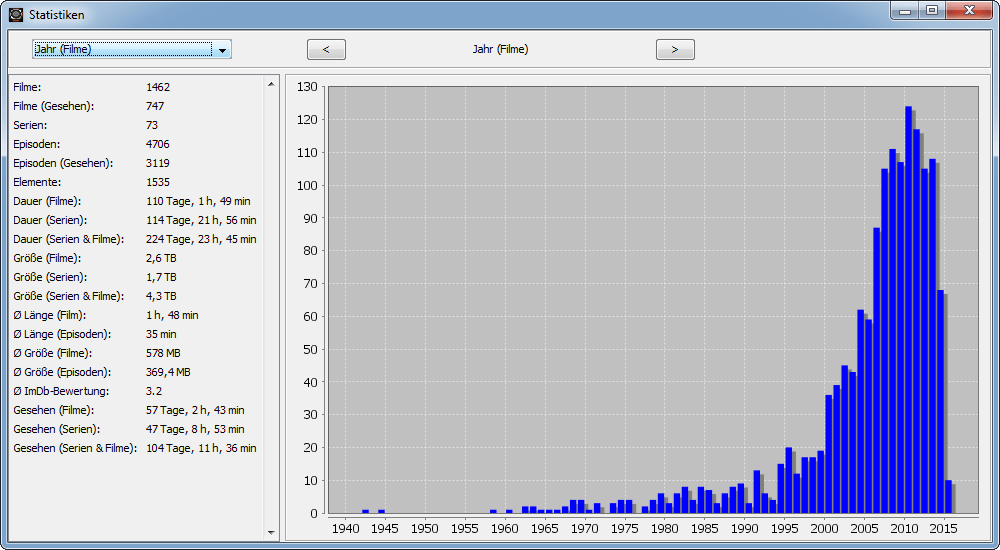 Statistiken
Jahr (Filme)
<
Jahr (Filme)
>
Filme: 1462
Filme (Gesehen): 747
Serien: 73
Episoden: 4706
Episoden (Gesehen): 3119
Elemente: 1535
Dauer (Filme): 110 Tage, 1 h, 49 min
Dauer (Serien): 114 Tage, 21 h, 56 min
Dauer (Serien & Filme): 224 Tage, 23 h, 45 min
Größe (Filme): 2,6 TB
Größe (Serien): 1,7 TB
Größe (Serien & Filme): 4,3 TB
Ø Länge (Film): 1 h, 48 min
Ø Länge (Episoden): 35 min
Ø Größe (Filme): 578 MB
Ø Größe (Episoden): 369,4 MB
Ø ImDb-Bewertung: 3.2
Gesehen (Filme): 57 Tage, 2 h, 43 min
Gesehen (Serien): 47 Tage, 8 h, 53 min
Gesehen (Serien & Filme): 104 Tage, 11 h, 36 min
130
120
110
100
90
80
70
60
50
40
30
20
10
0
1940 1945 1950 1955 1960 1965 1970 1975 1980 1985 1990 1995 2000 2005 2010 2015